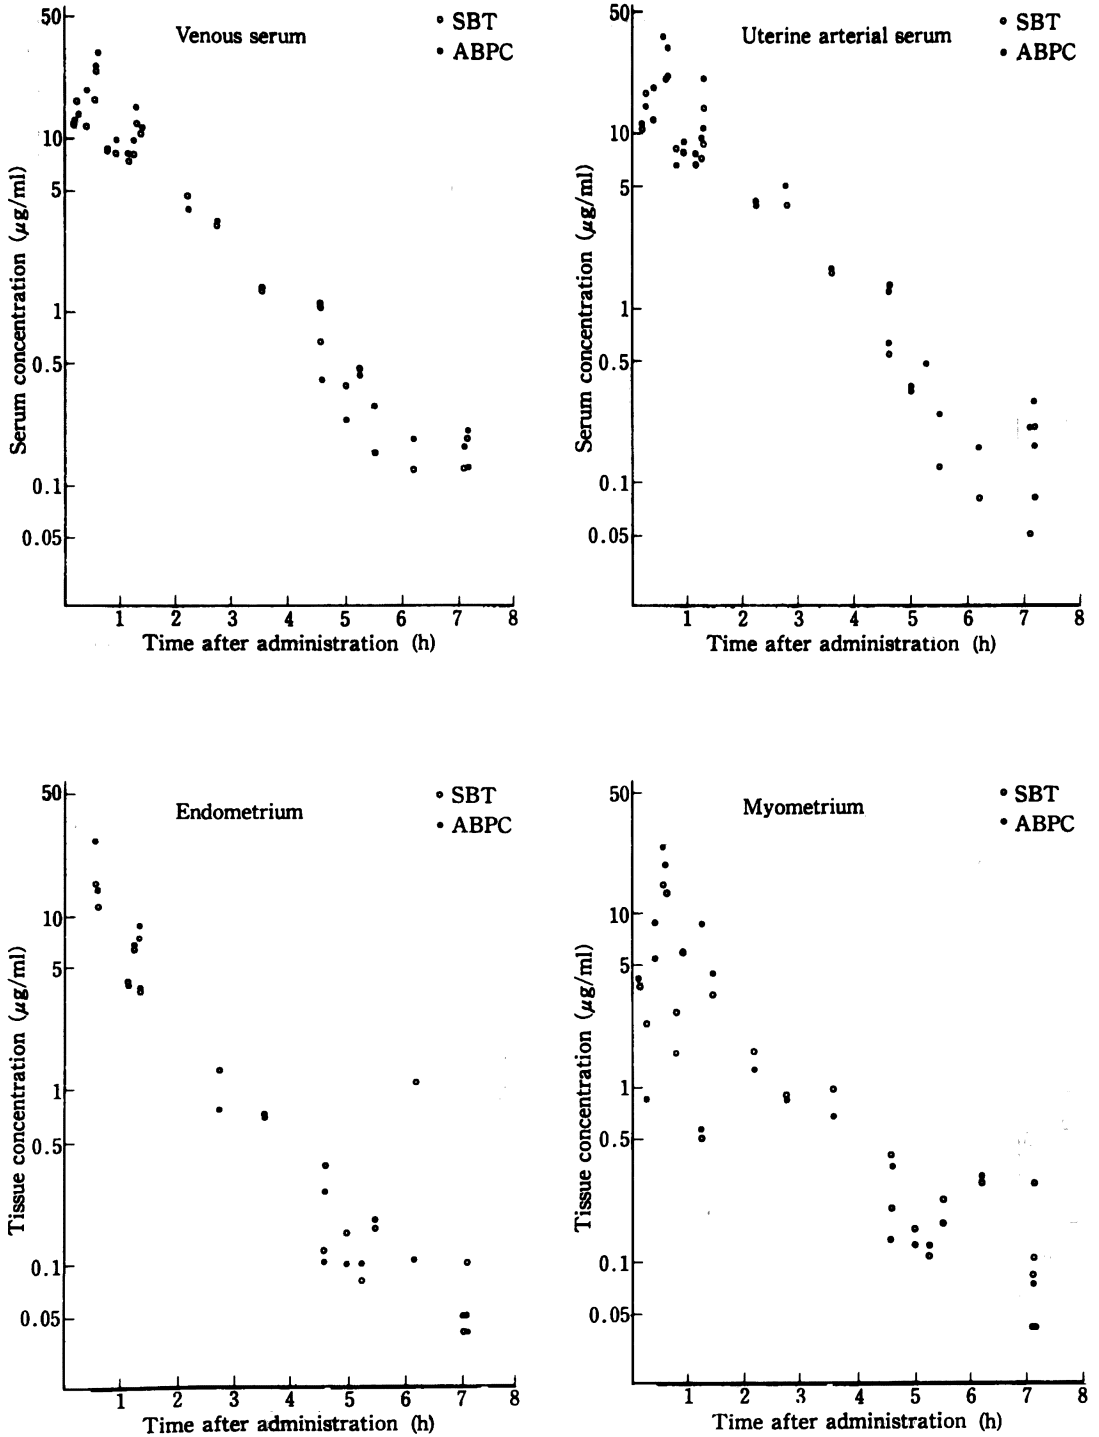 Venous serum
○ SBT
● ABPC
50
10
5
1
0.5
0.1
0.05
Serum concentration (μg/ml)
1 2 3 4 5 6 7 8
Time after administration (h)
Uterine arterial serum
○ SBT
● ABPC
50
10
5
1
0.5
0.1
0.05
Serum concentration (μg/ml)
1 2 3 4 5 6 7 8
Time after administration (h)
Endometrium
○ SBT
● ABPC
50
10
5
1
0.5
0.1
0.05
Tissue concentration (μg/ml)
1 2 3 4 5 6 7 8
Time after administration (h)
Myometrium
○ SBT
● ABPC
50
10
5
1
0.5
0.1
0.05
Tissue concentration (μg/ml)
1 2 3 4 5 6 7 8
Time after administration (h)